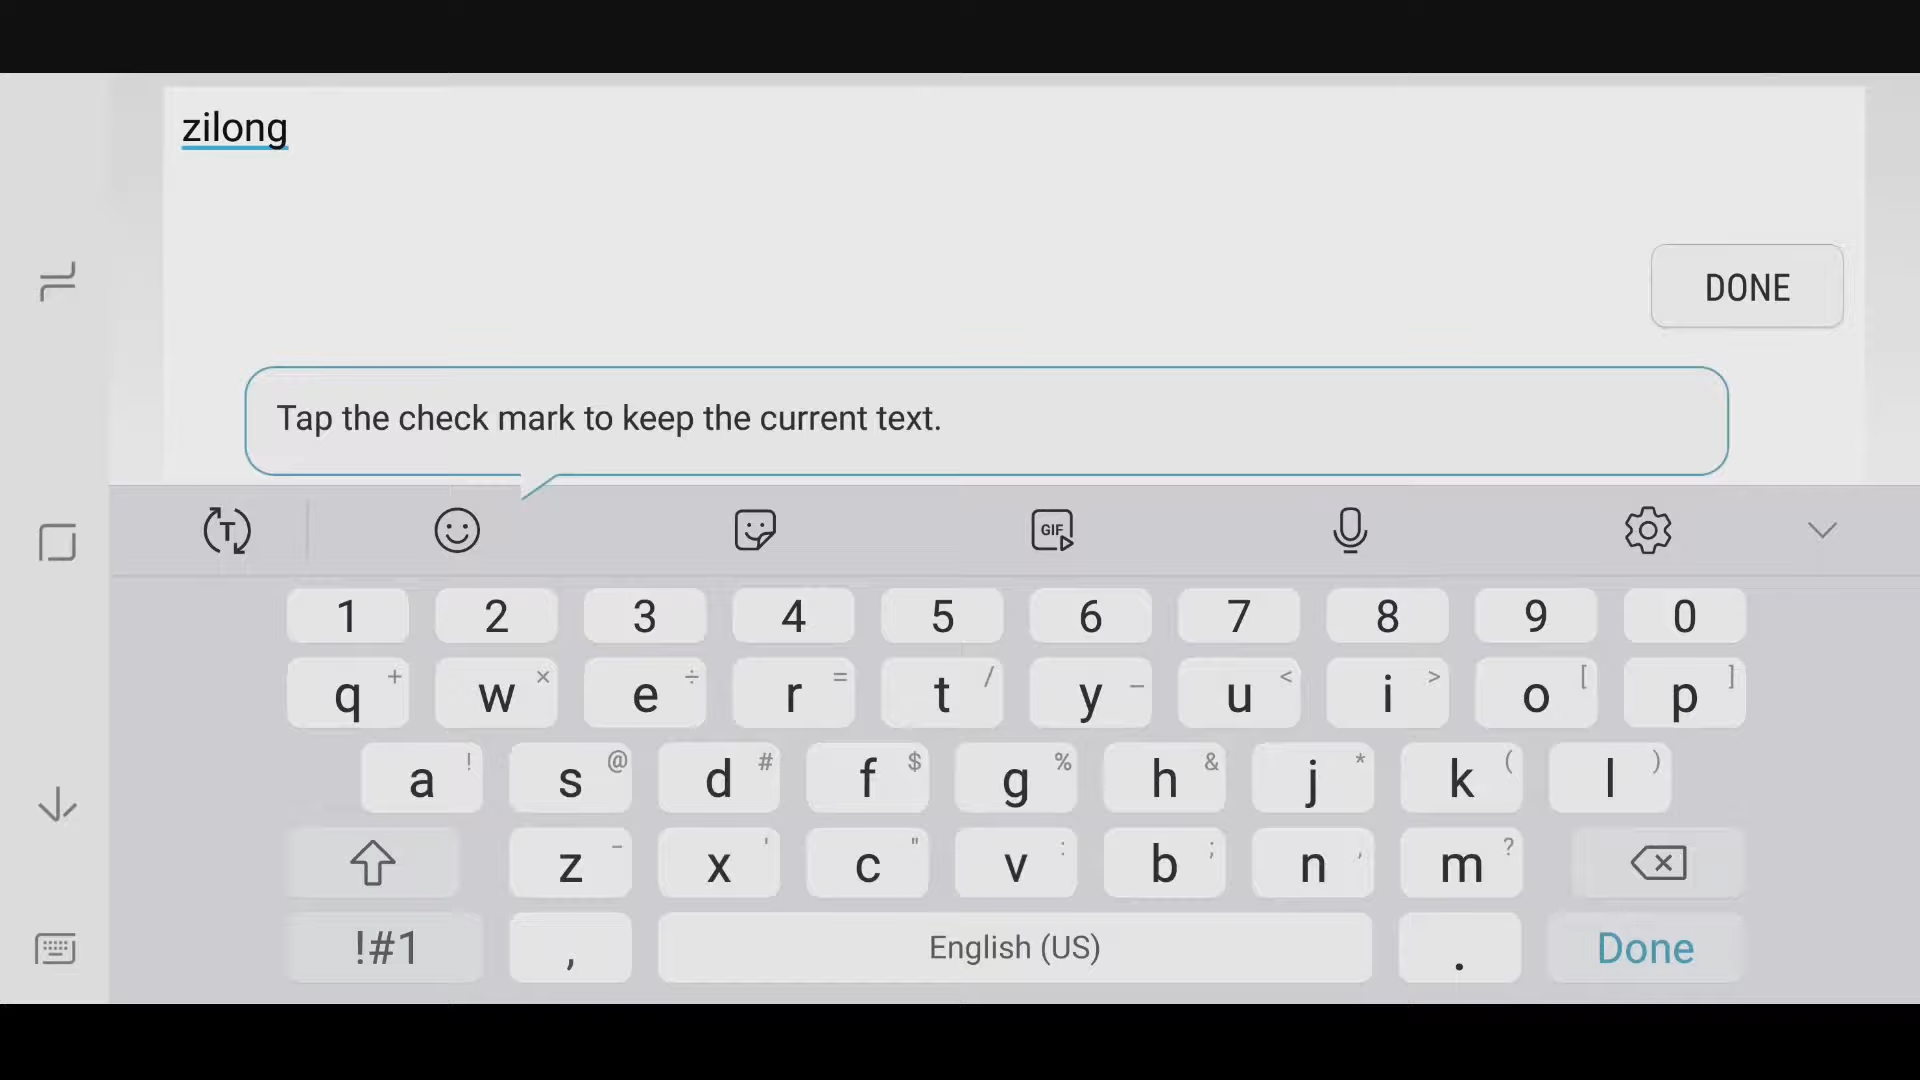 zilong
DONE
Tap the check mark to keep the current text.
T GIF
1 2 3 4 5 6 7 8 9 0
q + w × e ÷ r = t / y _ u < i > o [ p ]
a ! s @ d # f $ g % h & j * k ( l )
z - x ' c " v : b ; n , m ?
!#1 , English (US) . Done